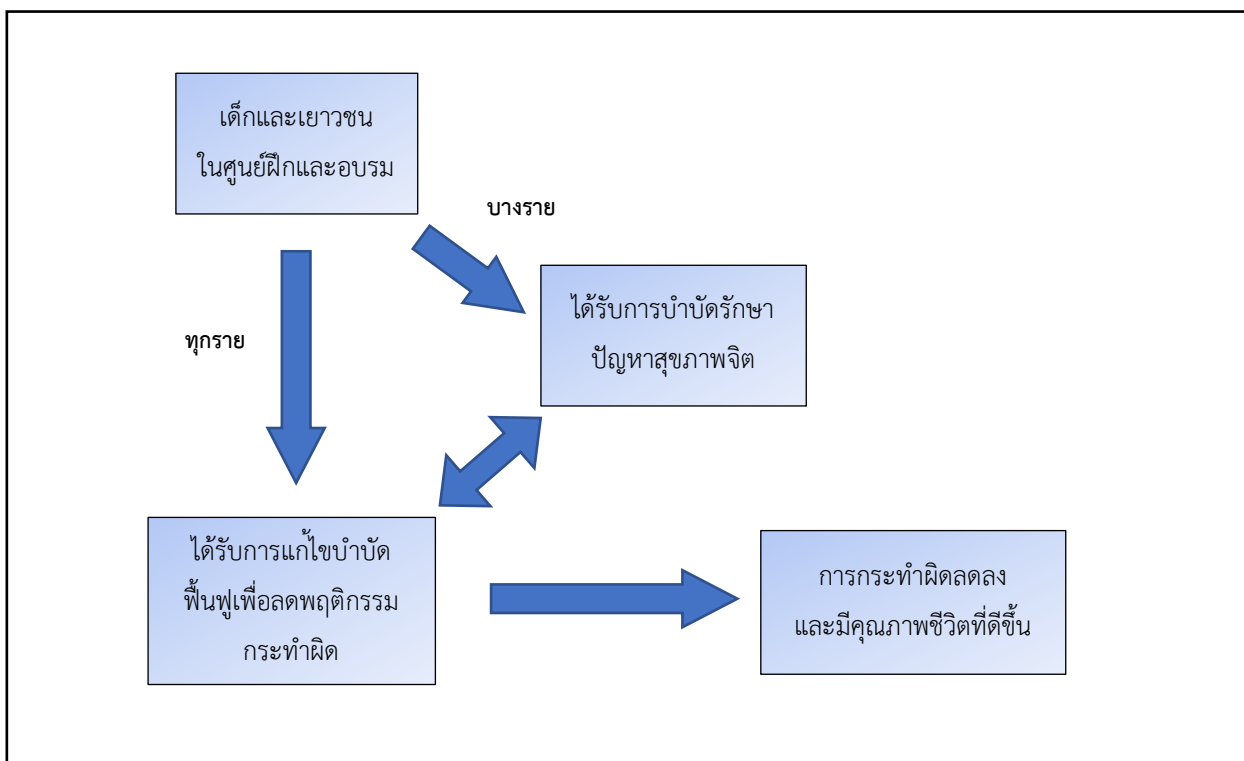 เด็กและเยาวชน
ในศูนย์ฝึกและอบรม
บางราย
ได้รับการบำบัดรักษา
ปัญหาสุขภาพจิต
ทุกราย
ได้รับการแก้ไขบำบัด
ฟื้นฟูเพื่อลดพฤติกรรม
กระทำผิด
การกระทำผิดลดลง
และมีคุณภาพชีวิตที่ดีขึ้น